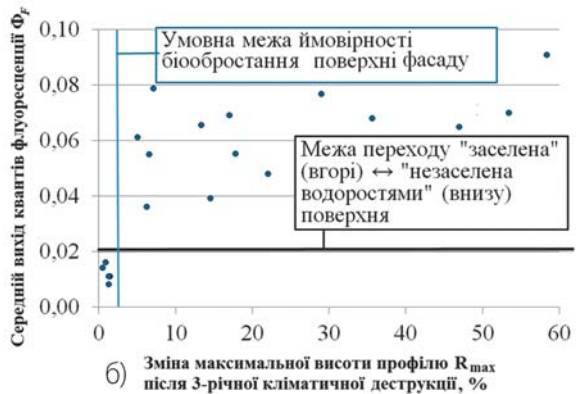 Середній вихід квантів флуоресценції Φ_F
0,10
0,08
0,06
0,04
0,02
0,00
Умовна межа ймовірності
біообростання поверхні фасаду
Межа переходу "заселена"
(вгорі) ↔ "незаселена
водоростями" (внизу)
поверхня
0 10 20 30 40 50 60
б) Зміна максимальної висоти профілю R_max
після 3-річної кліматичної деструкції, %